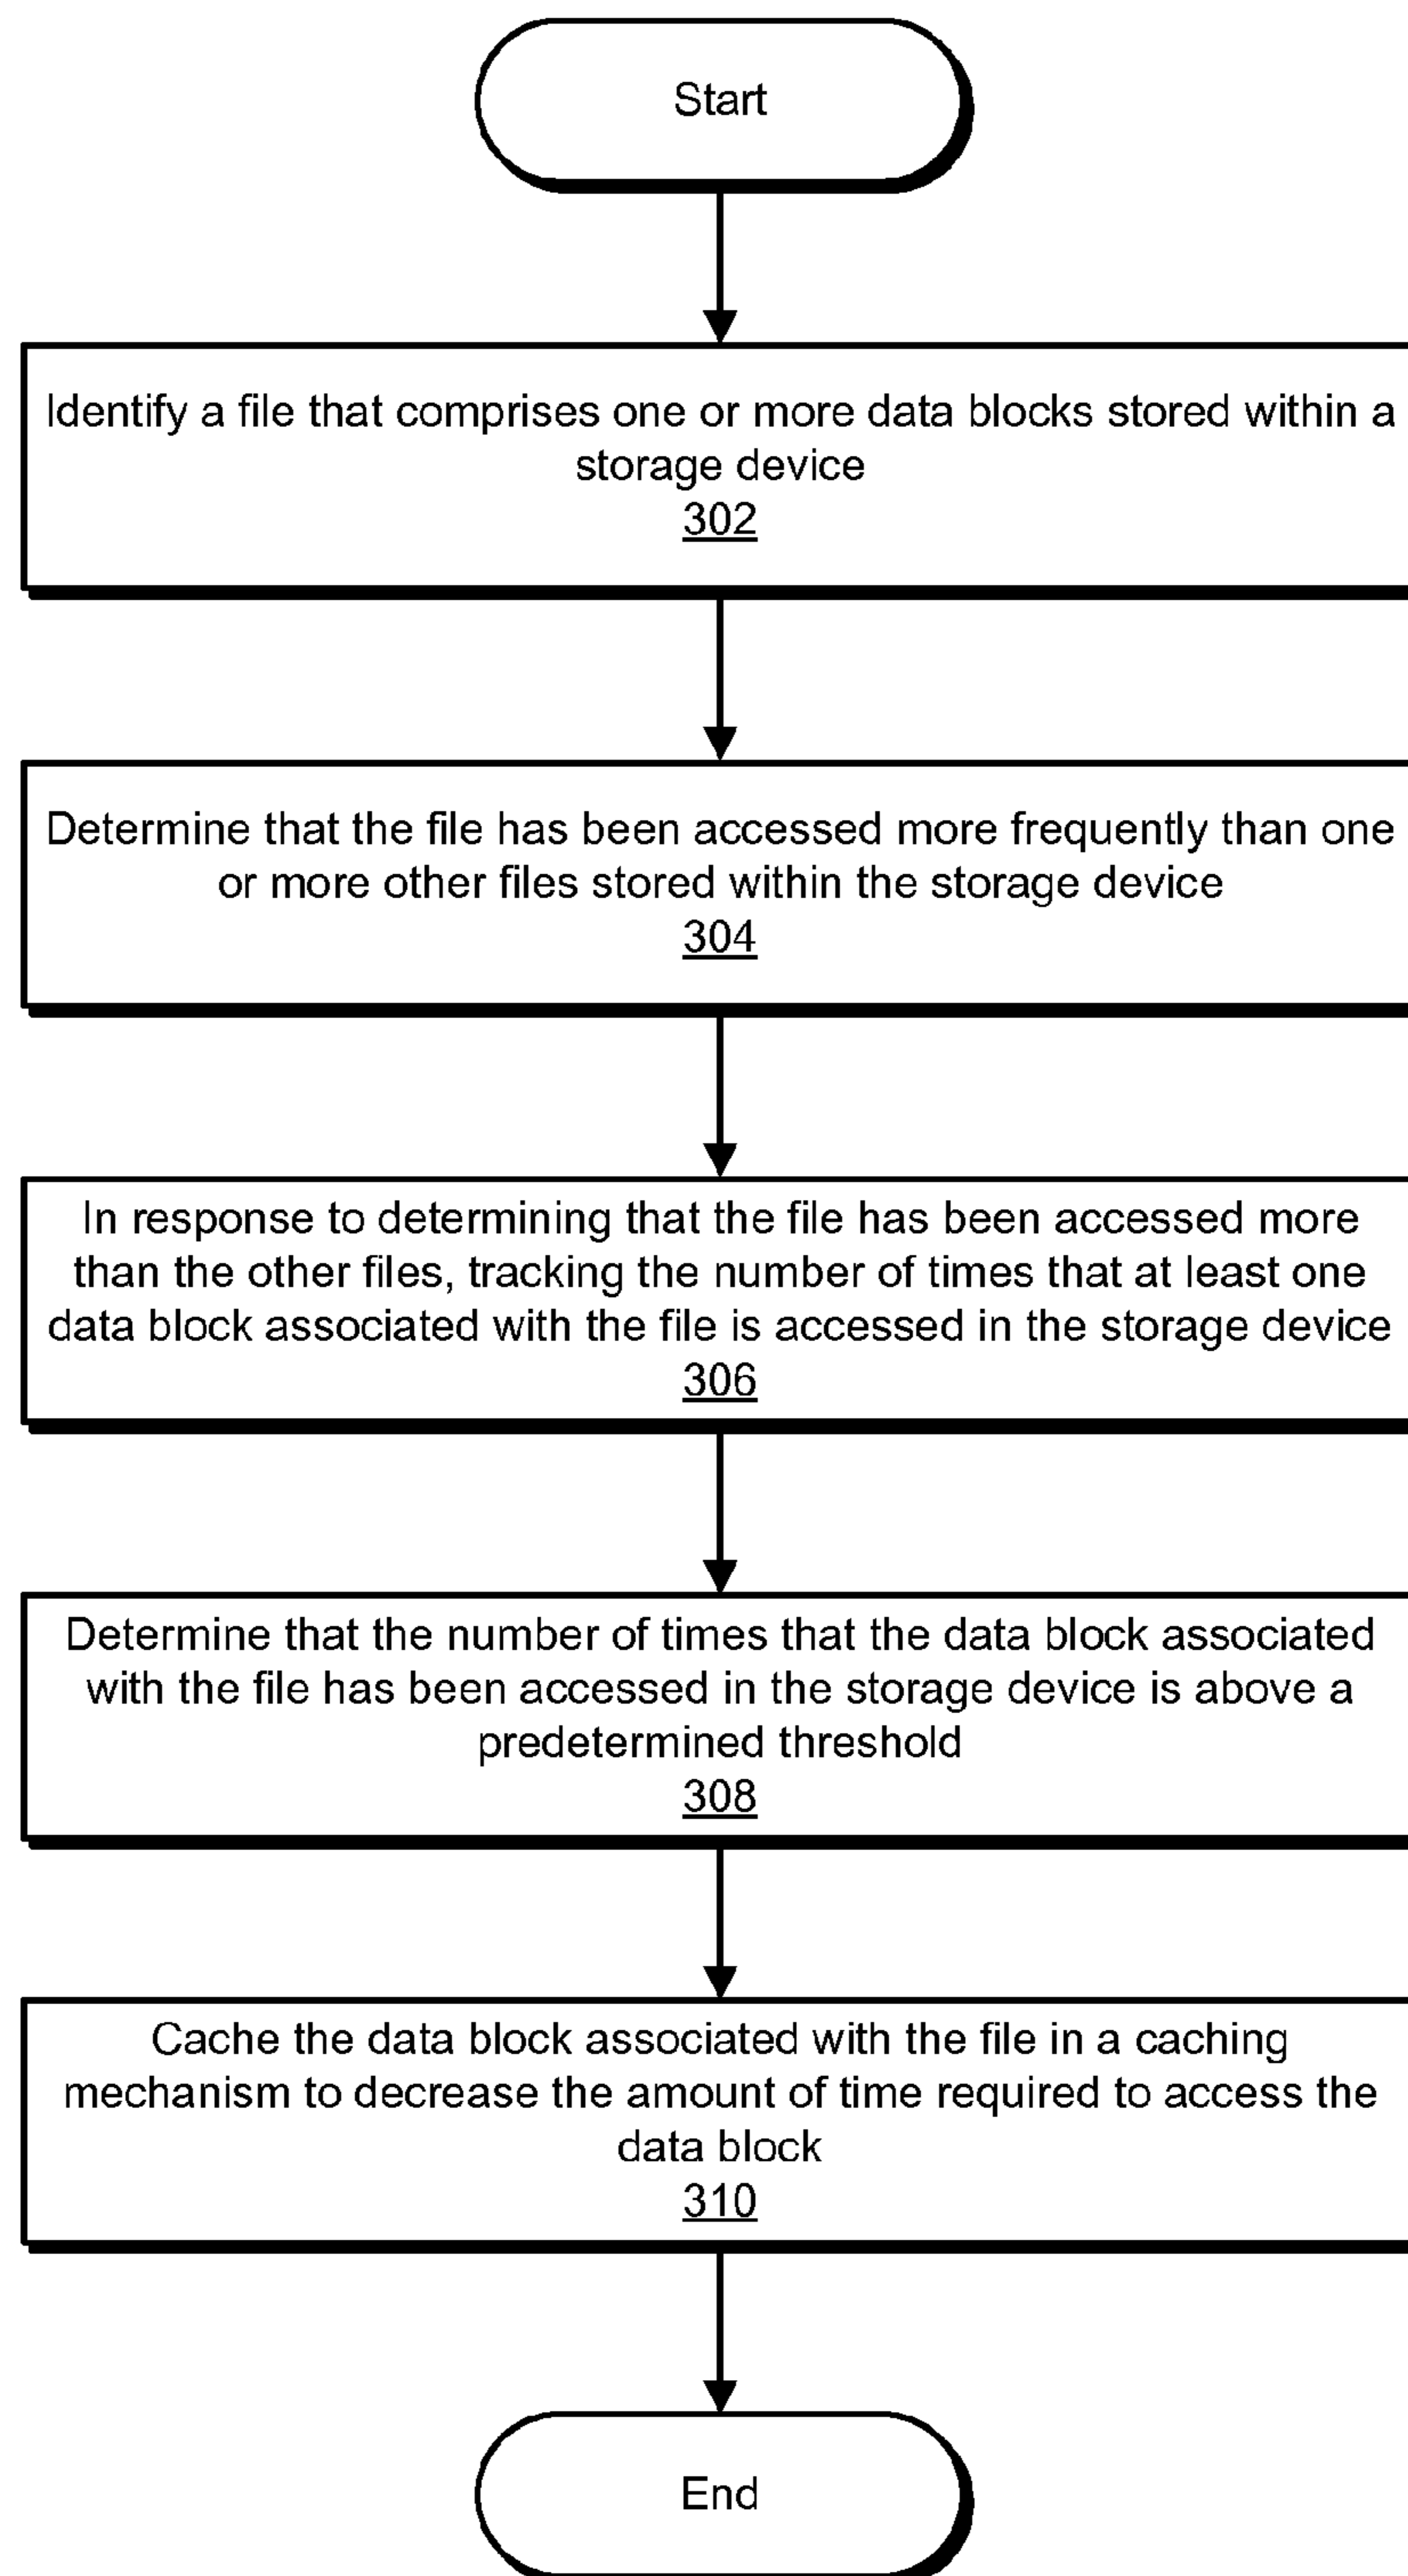 Start
Identify a file that comprises one or more data blocks stored within a
storage device
302
Determine that the file has been accessed more frequently than one
or more other files stored within the storage device
304
In response to determining that the file has been accessed more
than the other files, tracking the number of times that at least one
data block associated with the file is accessed in the storage device
306
Determine that the number of times that the data block associated
with the file has been accessed in the storage device is above a
predetermined threshold
308
Cache the data block associated with the file in a caching
mechanism to decrease the amount of time required to access the
data block
310
End